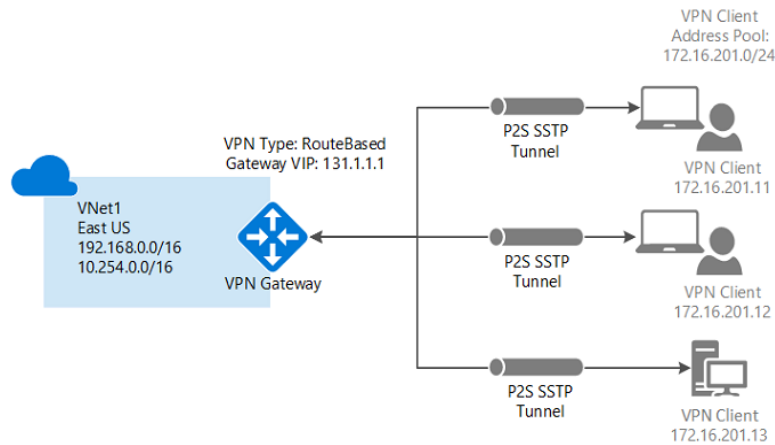 VPN Client
Address Pool:
172.16.201.0/24
P2S SSTP
Tunnel
VPN Type: RouteBased
Gateway VIP: 131.1.1.1
VPN Client
172.16.201.11
VNet1
East US
192.168.0.0/16
10.254.0.0/16
VPN Gateway
P2S SSTP
Tunnel
VPN Client
172.16.201.12
P2S SSTP
Tunnel
VPN Client
172.16.201.13